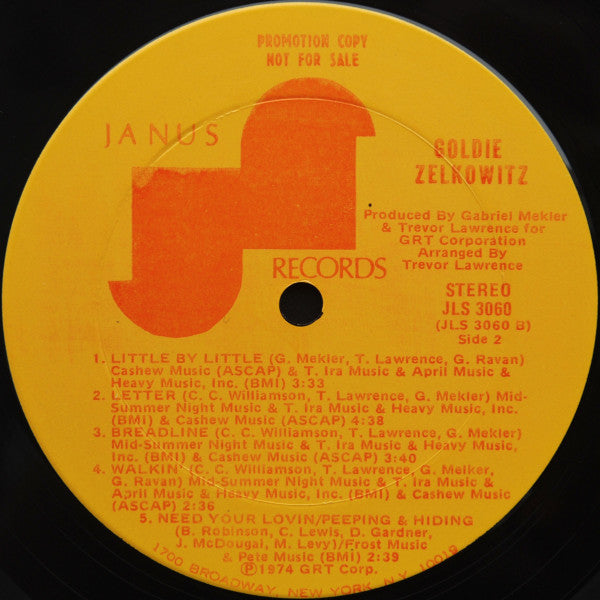 PROMOTION COPY
NOT FOR SALE
JANUS
RECORDS
GOLDIE
ZELKOWITZ
Produced By Gabriel Mekler
& Trevor Lawrence for
GRT Corporation
Arranged By
Trevor Lawrence
STEREO
JLS 3060
(JLS 3060 B)
Side 2
1. LITTLE BY LITTLE (G. Mekler, T. Lawrence, G. Ravan)
Cashew Music (ASCAP) & T. Ira Music & April Music &
Heavy Music, Inc. (BMI) 3:33
2. LETTER (C. C. Williamson, T. Lawrence, G. Mekler) Mid-
Summer Night Music & T. Ira Music & Heavy Music, Inc.
(BMI) & Cashew Music (ASCAP) 4:38
3. BREADLINE (C. C. Williamson, T. Lawrence, G. Mekler)
Mid-Summer Night Music & T. Ira Music & Heavy Music,
Inc. (BMI) & Cashew Music (ASCAP) 3:40
4. WALKIN' (C. C. Williamson, T. Lawrence, G. Melker,
G. Ravan) Mid-Summer Night Music & T. Ira Music &
April Music & Heavy Music, Inc. (BMI) & Cashew Music
(ASCAP) 2:36
5. NEED YOUR LOVIN/PEEPING & HIDING
(B. Robinson, C. Lewis, D. Gardner,
J. McDougal, M. Levy)/Frost Music
& Pete Music (BMI) 2:39
Ⓟ1974 GRT Corp.
1700 BROADWAY, NEW YORK, N.Y. 10019